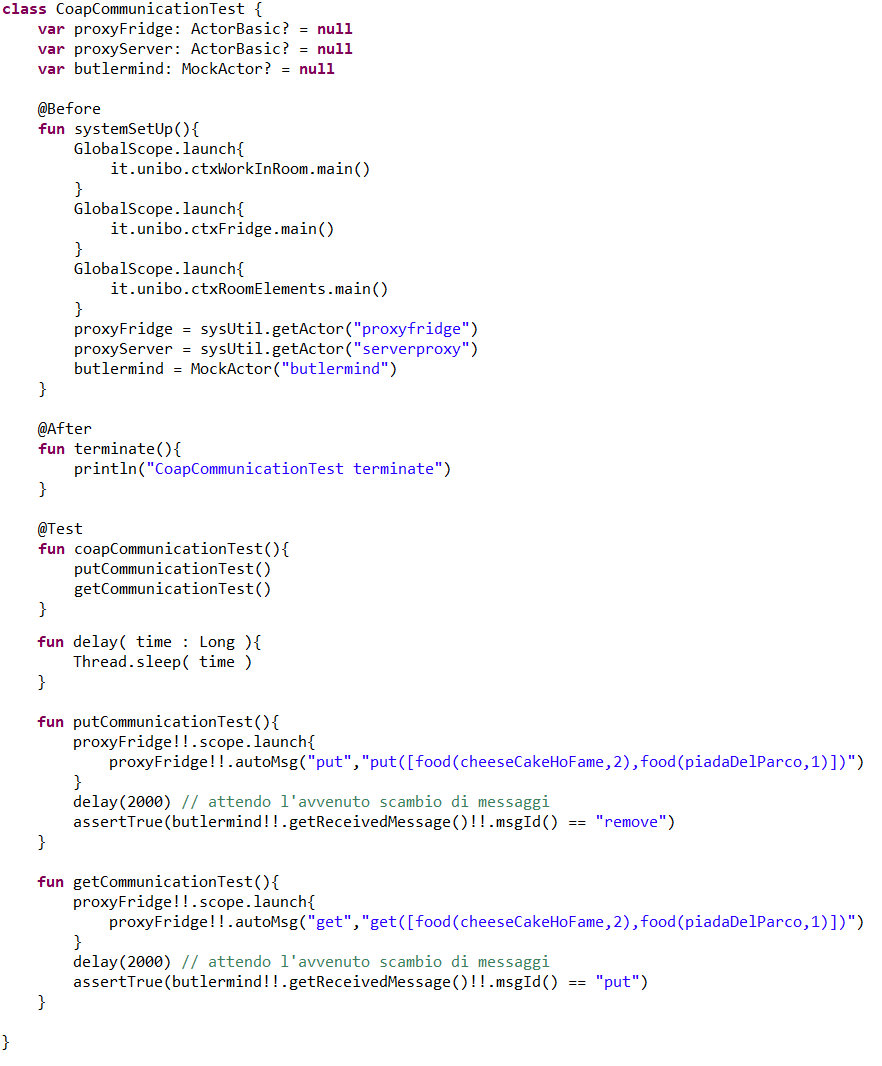 class CoapCommunicationTest {
    var proxyFridge: ActorBasic? = null
    var proxyServer: ActorBasic? = null
    var butlermind: MockActor? = null

    @Before
    fun systemSetUp(){
        GlobalScope.launch{
            it.unibo.ctxWorkInRoom.main()
        }
        GlobalScope.launch{
            it.unibo.ctxFridge.main()
        }
        GlobalScope.launch{
            it.unibo.ctxRoomElements.main()
        }
        proxyFridge = sysUtil.getActor("proxyfridge")
        proxyServer = sysUtil.getActor("serverproxy")
        butlermind = MockActor("butlermind")
    }

    @After
    fun terminate(){
        println("CoapCommunicationTest terminate")
    }

    @Test
    fun coapCommunicationTest(){
        putCommunicationTest()
        getCommunicationTest()
    }

    fun delay( time : Long ){
        Thread.sleep( time )
    }

    fun putCommunicationTest(){
        proxyFridge!!.scope.launch{
            proxyFridge!!.autoMsg("put","put([food(cheeseCakeHoFame,2),food(piadaDelParco,1)])")
        }
        delay(2000) // attendo l'avvenuto scambio di messaggi
        assertTrue(butlermind!!.getReceivedMessage()!!.msgId() == "remove")
    }

    fun getCommunicationTest(){
        proxyFridge!!.scope.launch{
            proxyFridge!!.autoMsg("get","get([food(cheeseCakeHoFame,2),food(piadaDelParco,1)])")
        }
        delay(2000) // attendo l'avvenuto scambio di messaggi
        assertTrue(butlermind!!.getReceivedMessage()!!.msgId() == "put")
    }

}